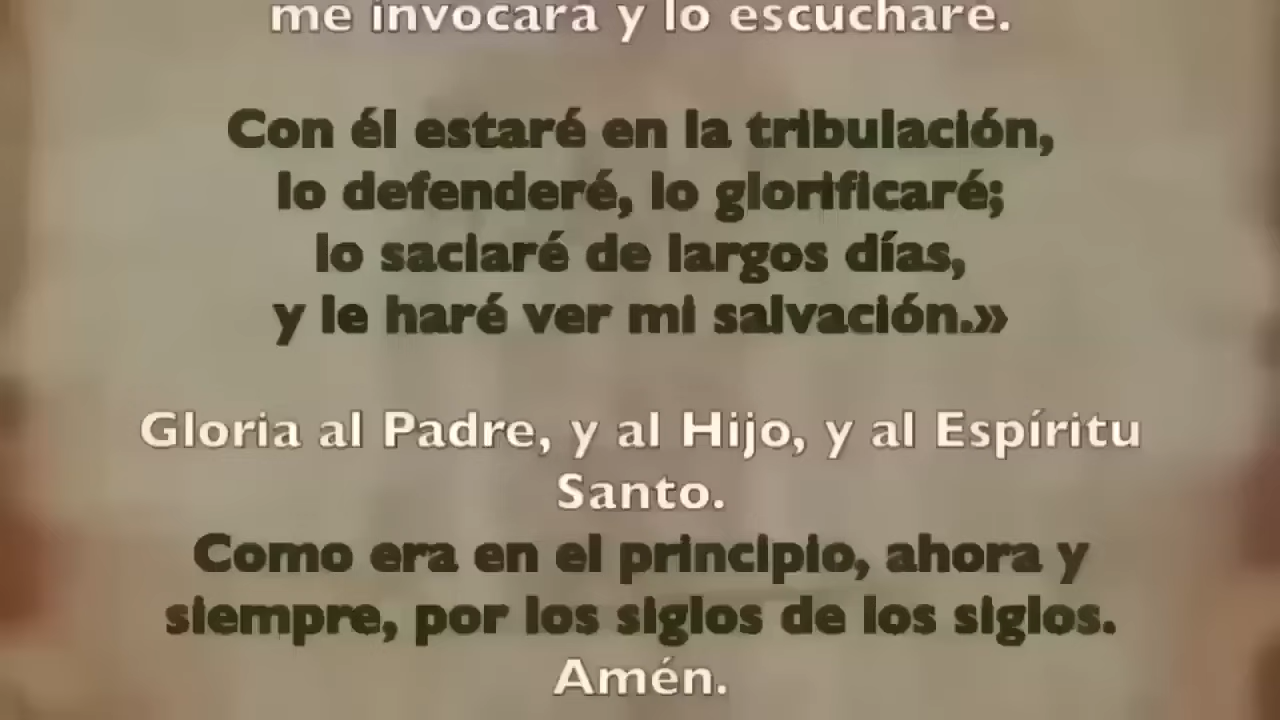 me invocará y lo escucharé.
Con él estaré en la tribulación,
lo defenderé, lo glorificaré;
lo saciaré de largos días,
y le haré ver mi salvación.»
Gloria al Padre, y al Hijo, y al Espíritu
Santo.
Como era en el principio, ahora y
siempre, por los siglos de los siglos.
Amén.